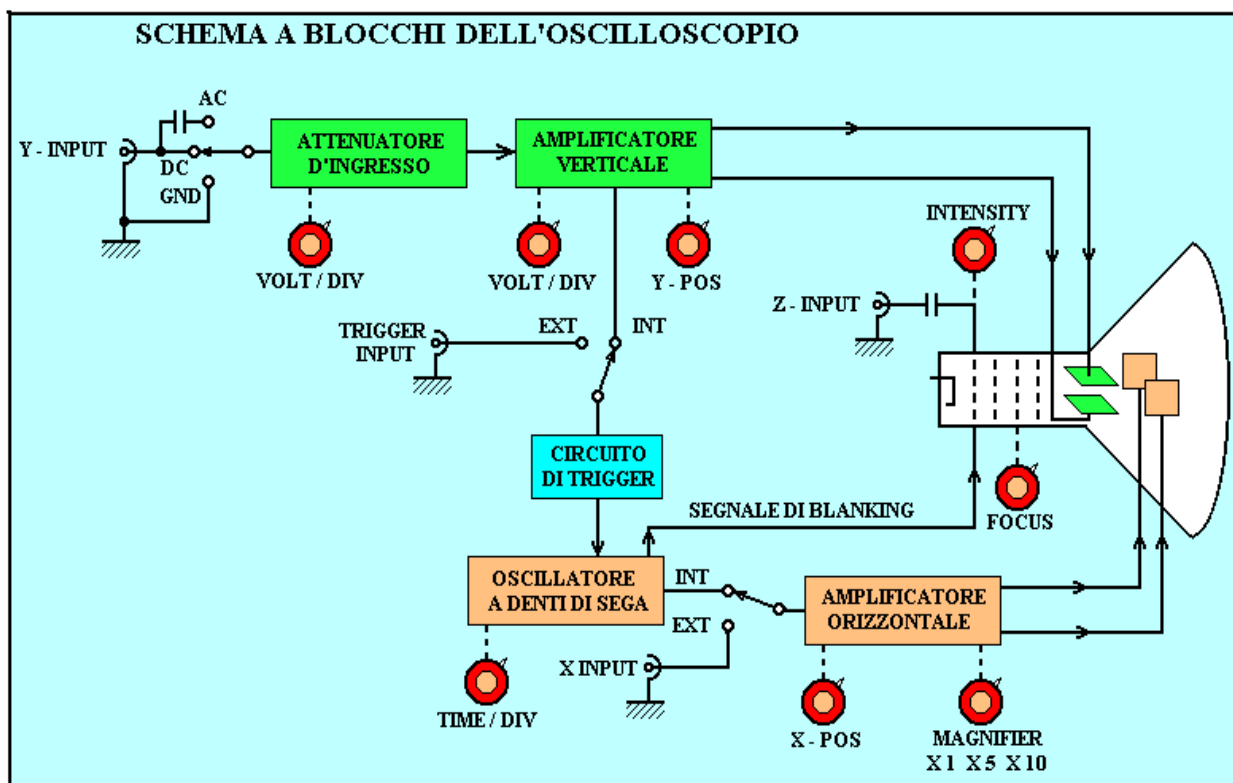 SCHEMA A BLOCCHI DELL'OSCILLOSCOPIO
AC
Y - INPUT
DC
GND
ATTENUATORE
D'INGRESSO
AMPLIFICATORE
VERTICALE
VOLT / DIV
VOLT / DIV
Y - POS
INTENSITY
Z - INPUT
TRIGGER
INPUT
EXT
INT
CIRCUITO
DI TRIGGER
SEGNALE DI BLANKING
FOCUS
OSCILLATORE
A DENTI DI SEGA
INT
EXT
X INPUT
AMPLIFICATORE
ORIZZONTALE
TIME / DIV
X - POS
MAGNIFIER
X 1 X 5 X 10